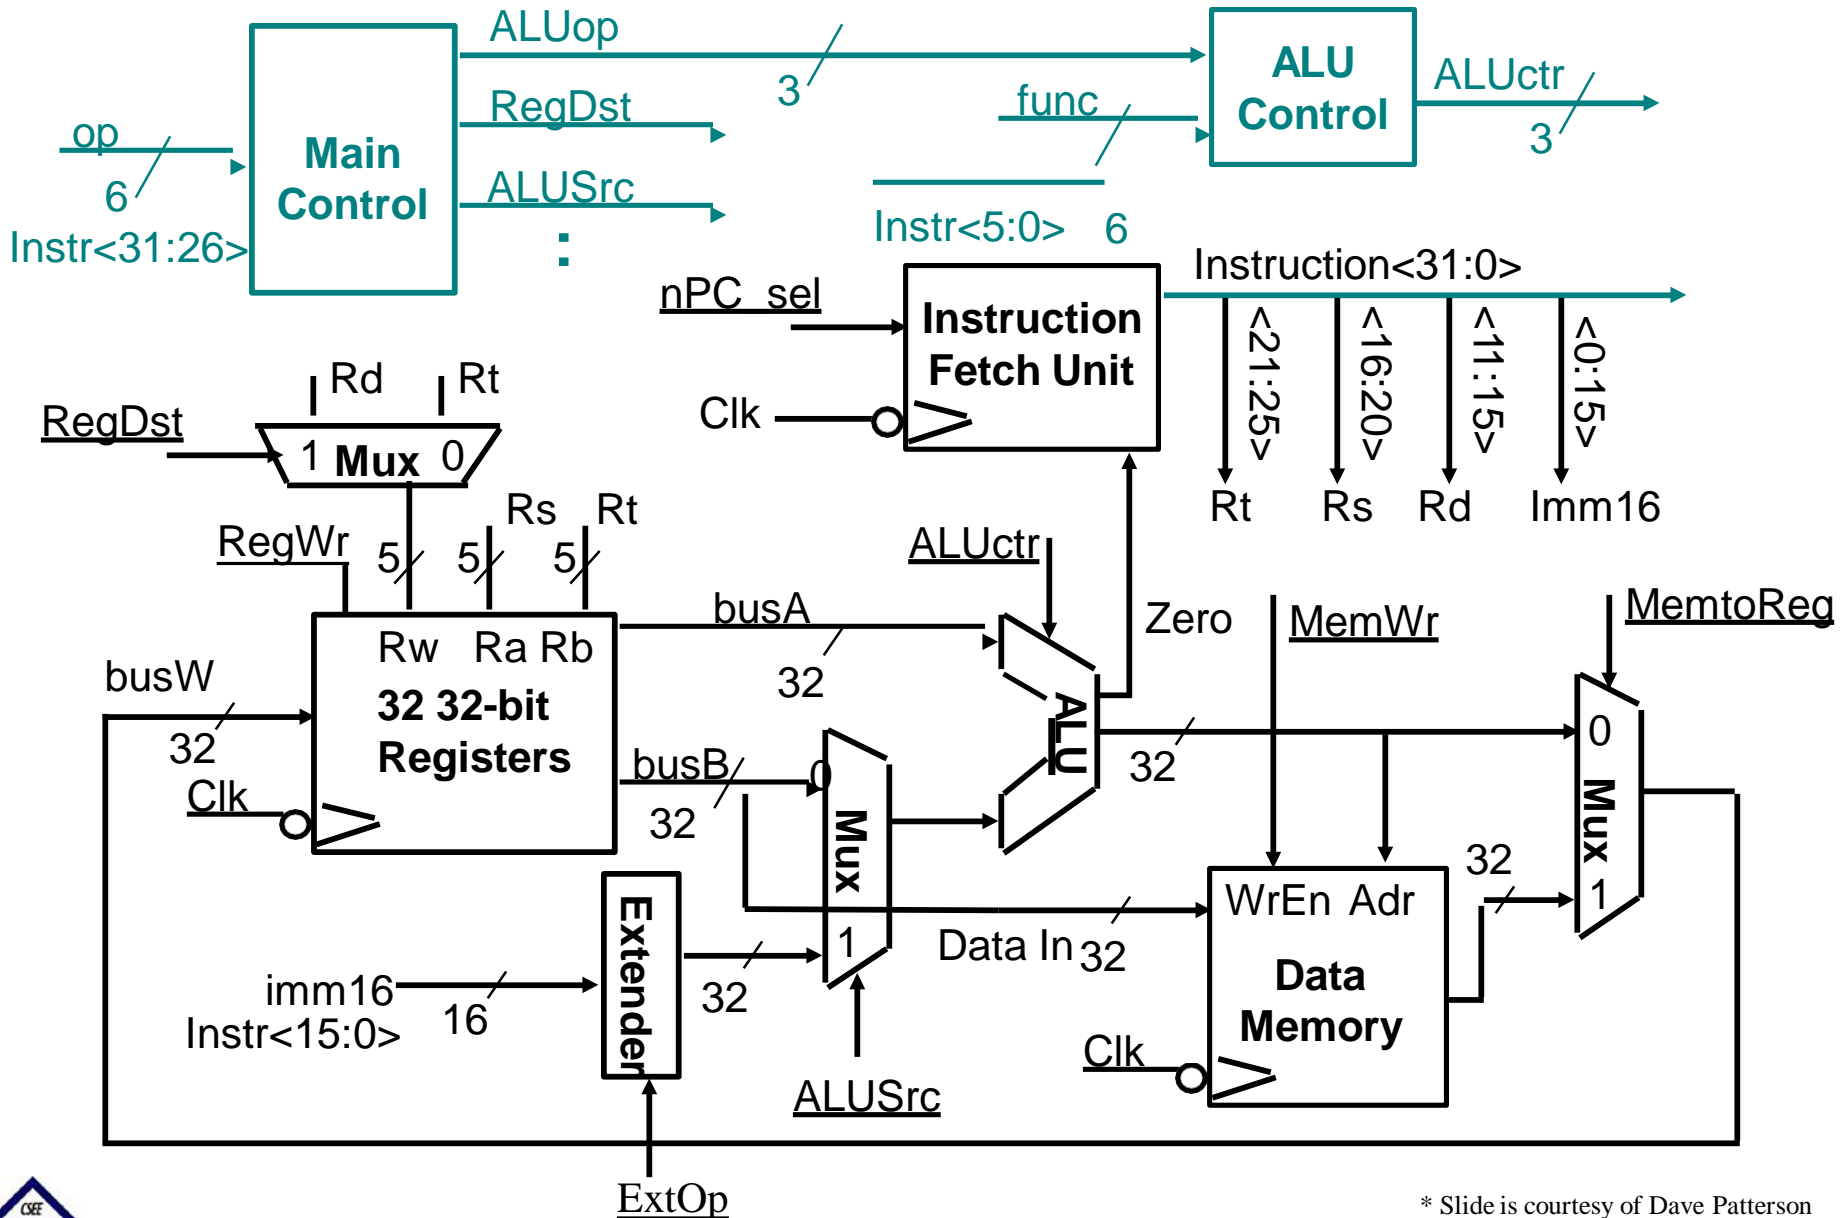 ALUop
3
RegDst
ALUSrc
:
op
6
Instr<31:26>
Main
Control
func
Instr<5:0> 6
ALU
Control
ALUctr
3
nPC_sel
Instruction
Fetch Unit
Clk
Instruction<31:0>
<21:25>
<16:20>
<11:15>
<0:15>
Rt Rs Rd Imm16
Rd Rt
RegDst
1 Mux 0
Rs Rt
RegWr
5 5 5
Rw Ra Rb
32 32-bit
Registers
busW
32
Clk
busA
32
busB
32
0
Mux
1
ALUctr
ALU
Zero
32
MemWr
MemtoReg
0
Mux
1
32
WrEn Adr
Data
Memory
Data In 32
Clk
imm16
Instr<15:0>
16
Extender
32
ALUSrc
ExtOp
CSEE
* Slide is courtesy of Dave Patterson